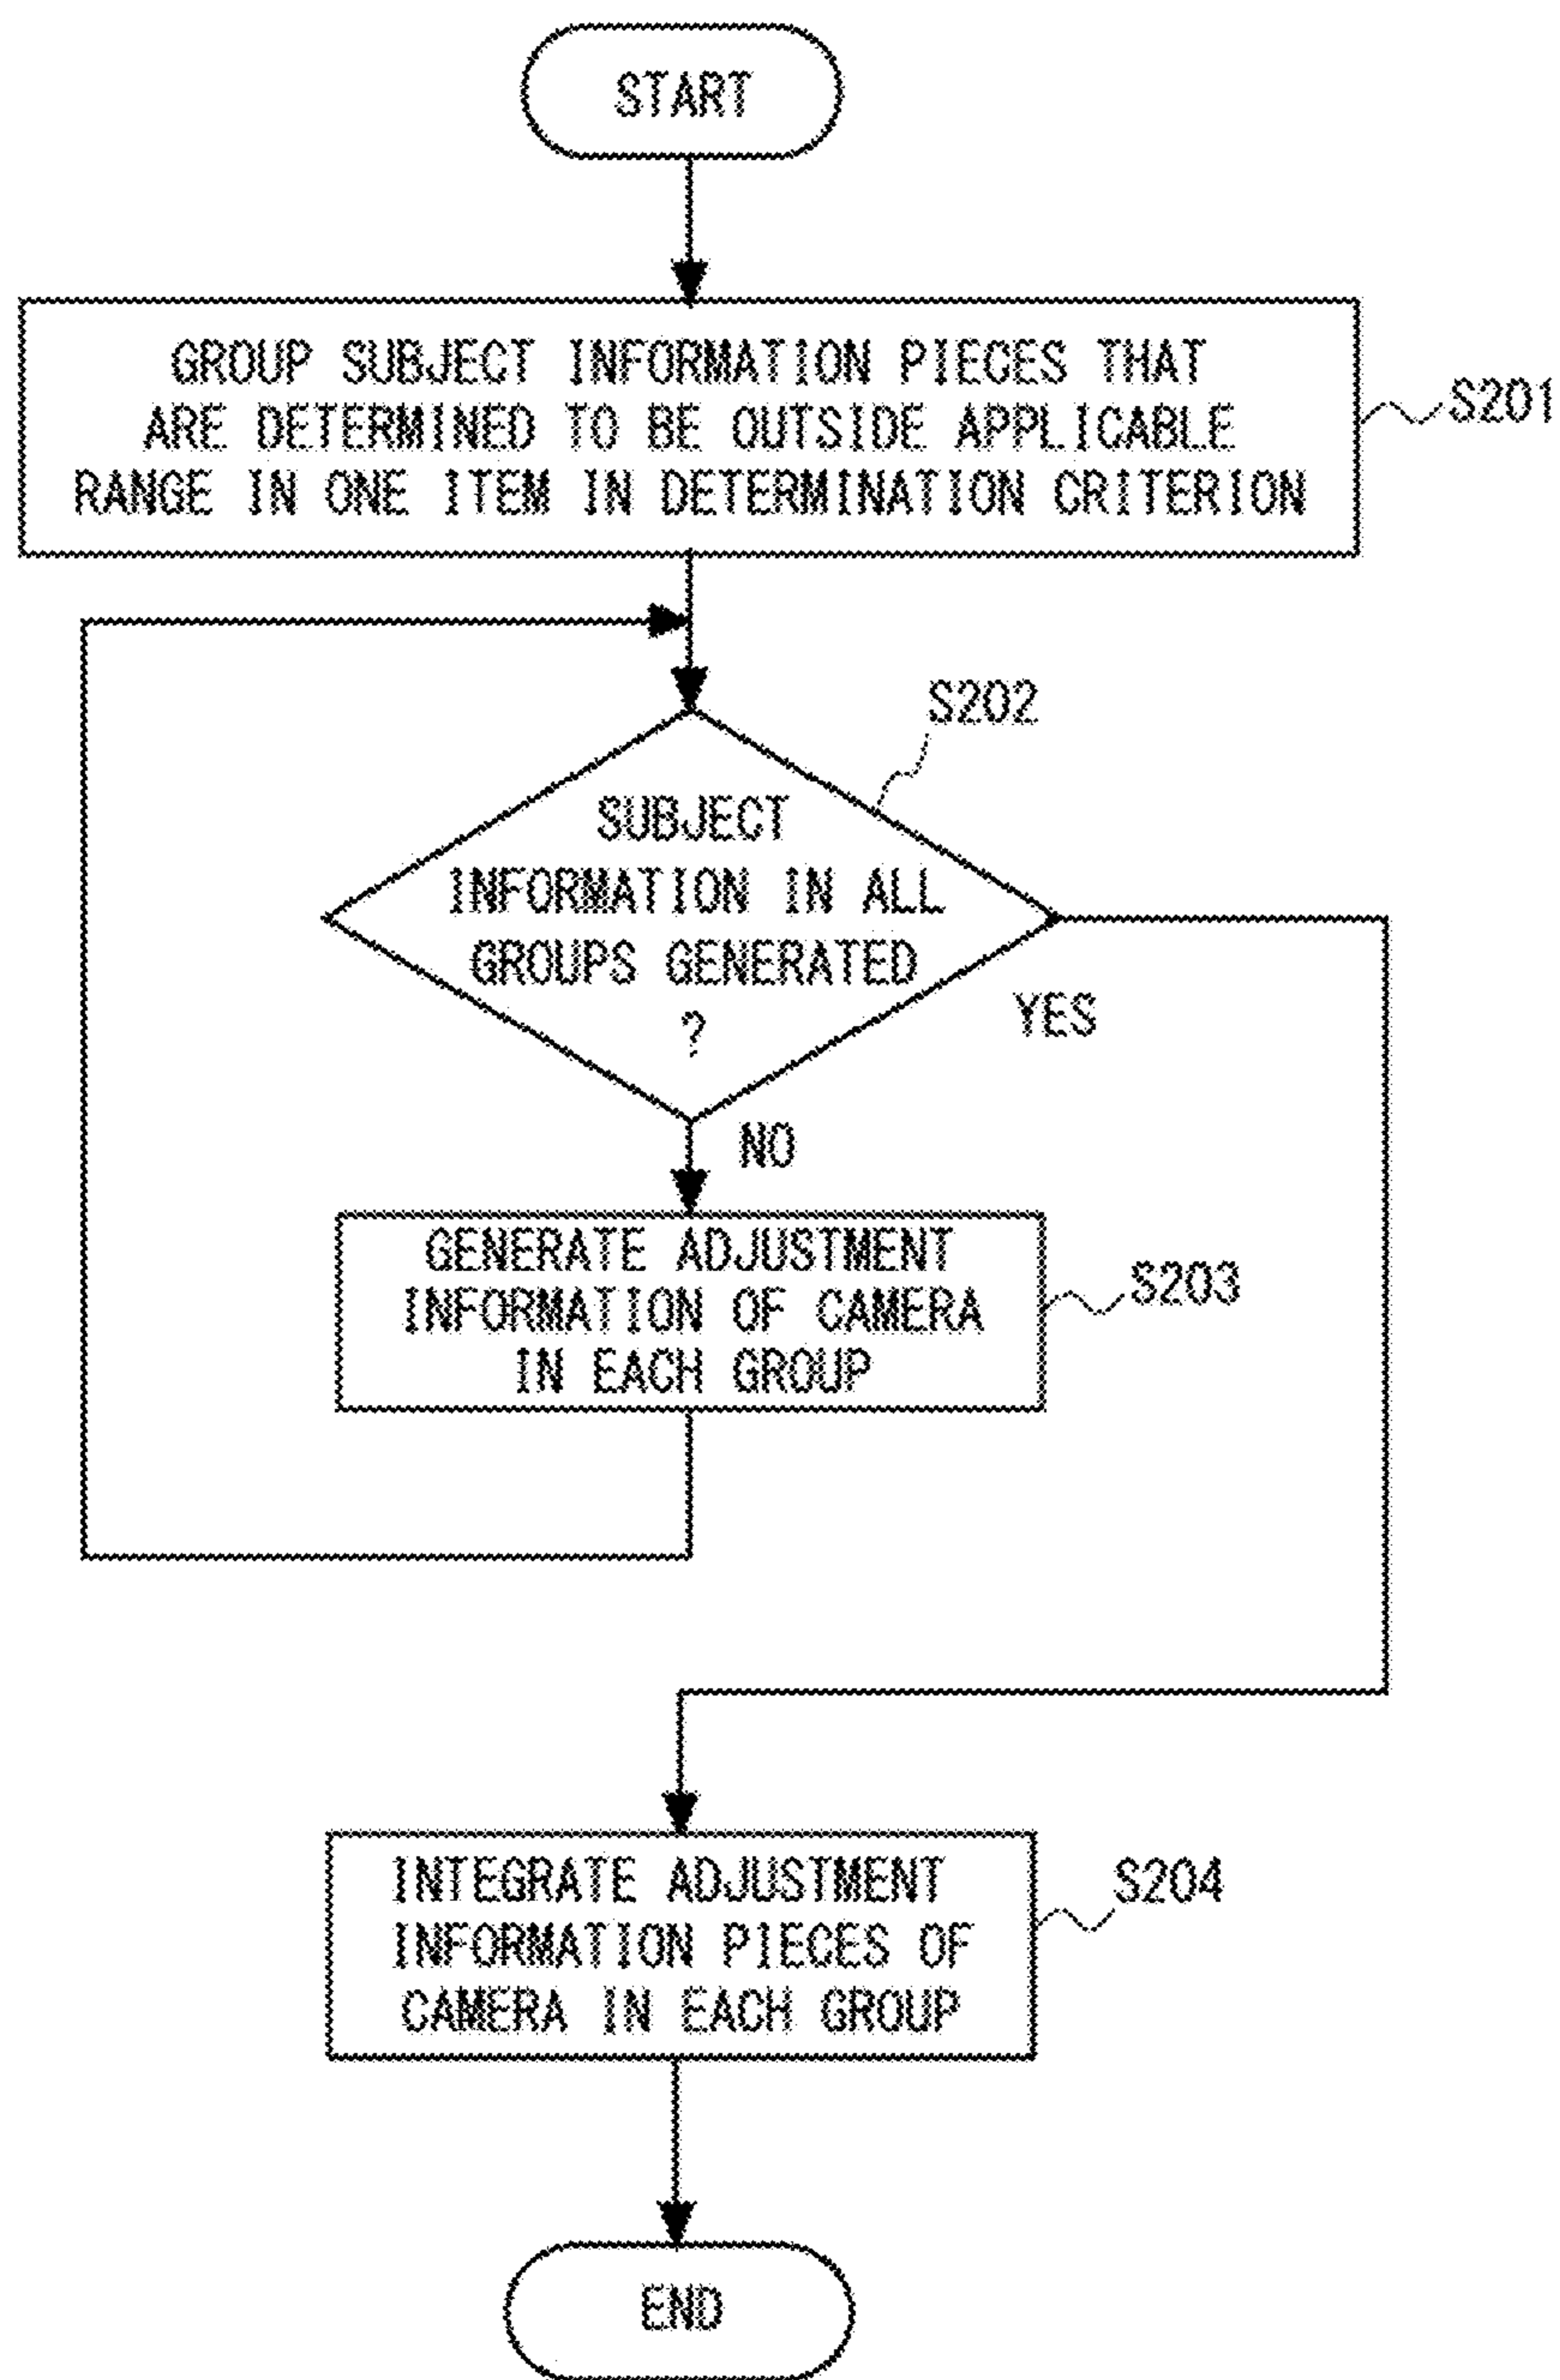 START
GROUP SUBJECT INFORMATION PIECES THAT
ARE DETERMINED TO BE OUTSIDE APPLICABLE
RANGE IN ONE ITEM IN DETERMINATION CRITERION
S201
S202
SUBJECT
INFORMATION IN ALL
GROUPS GENERATED
?
YES
NO
GENERATE ADJUSTMENT
INFORMATION OF CAMERA
IN EACH GROUP
S203
INTEGRATE ADJUSTMENT
INFORMATION PIECES OF
CAMERA IN EACH GROUP
S204
END